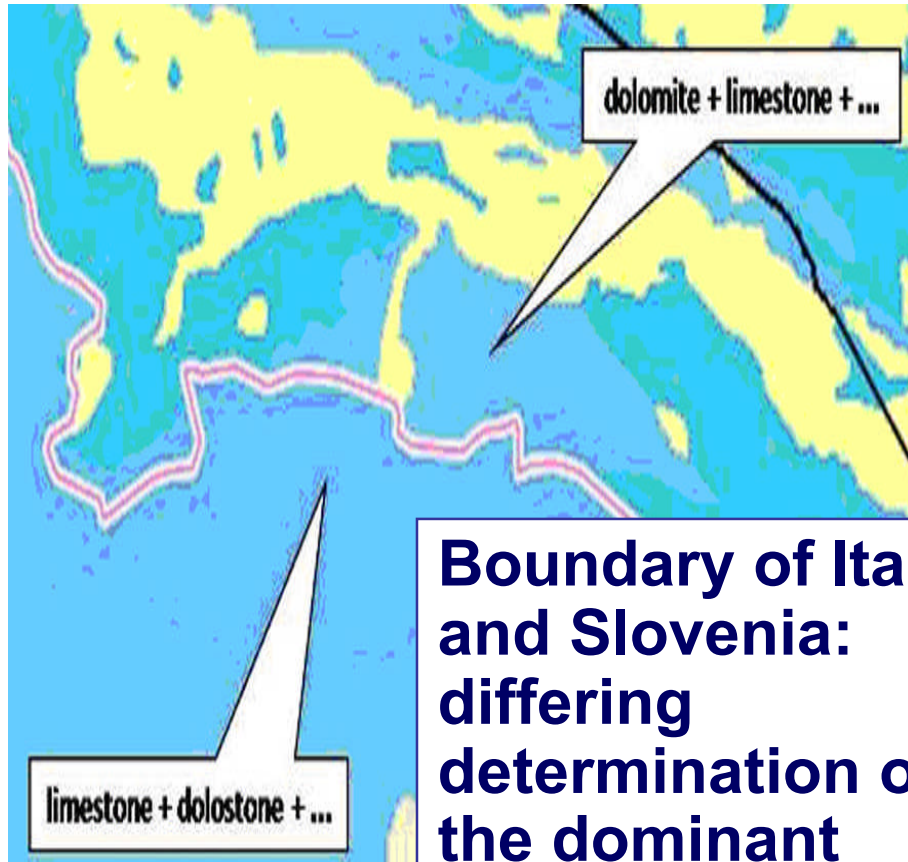 dolomite + limestone + ...
limestone + dolostone + ...
Boundary of Ita
and Slovenia:
differing
determination o
the dominant